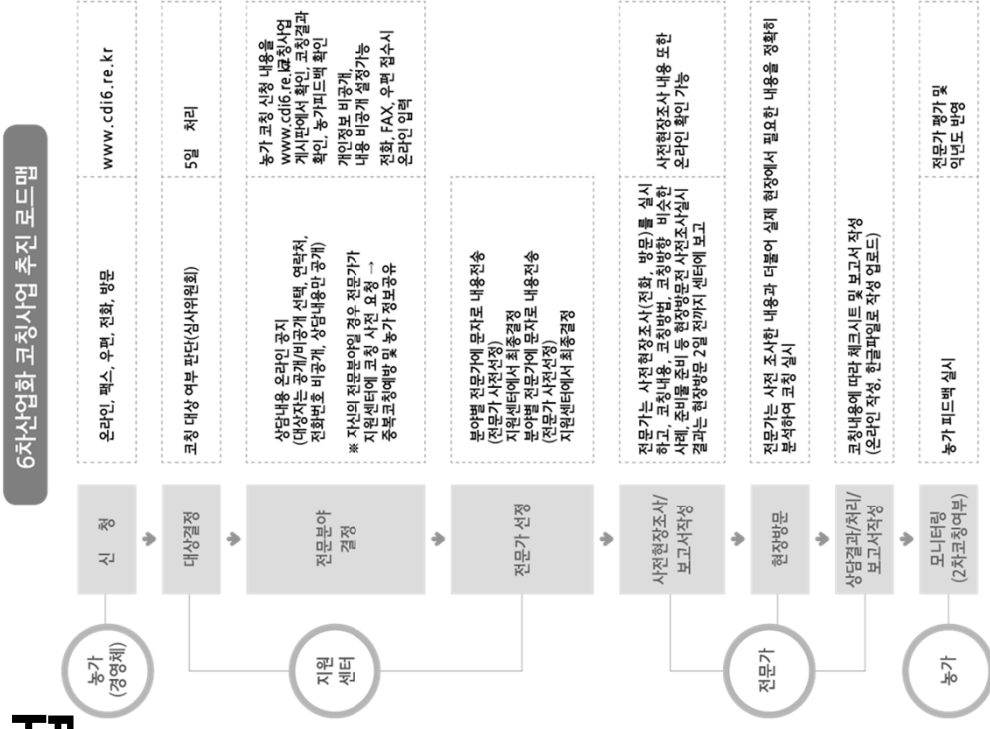 6차산업화 코칭사업 추진 로드맵
농가
(경영체)
신 청
온라인, 팩스, 우편, 전화, 방문
www.cdi6.re.kr
지원
센터
대상결정
코칭 대상 여부 판단(심사위원회)
5일 처리
전문분야
결정
상담내용 온라인 공지
(대상자는 공개/비공개 선택, 연락처,
전화번호 비공개, 상담내용만 공개)
※ 자신의 전문분야일 경우 전문가가
지원센터에 코칭 사전 요청 →
중복코칭예방 및 농가 정보공유
농가 코칭 신청 내용을
www.cdi6.re.kr코칭사업
게시판에서 확인, 코칭결과
확인, 농가피드백 확인
개인정보 비공개,
내용 비공개 설정가능
전화, FAX, 우편 접수시
온라인 입력
전문가 선정
분야별 전문가에 문자로 내용전송
(전문가 사전선정)
지원센터에서 최종결정
분야별 전문가에 문자로 내용전송
(전문가 사전선정)
지원센터에서 최종결정
전문가
사전현장조사/
보고서작성
전문가는 사전현장조사(전화, 방문)를 실시
하고, 코칭내용, 코칭방법, 코칭방향 비슷한
사례, 준비물 준비 등 현장방문전 사전조사실시
결과는 현장방문 2일 전까지 센터에 보고
사전현장조사 내용 또한
온라인 확인 가능
현장방문
전문가는 사전 조사한 내용과 더불어 실제 현장에서 필요한 내용을 정확히
분석하여 코칭 실시
상담결과/처리/
보고서작성
코칭내용에 따라 체크시트 및 보고서 작성
(온라인 작성, 한글파일로 작성 업로드)
농가
모니터링
(2차코칭여부)
농가 피드백 실시
전문가 평가 및
익년도 반영